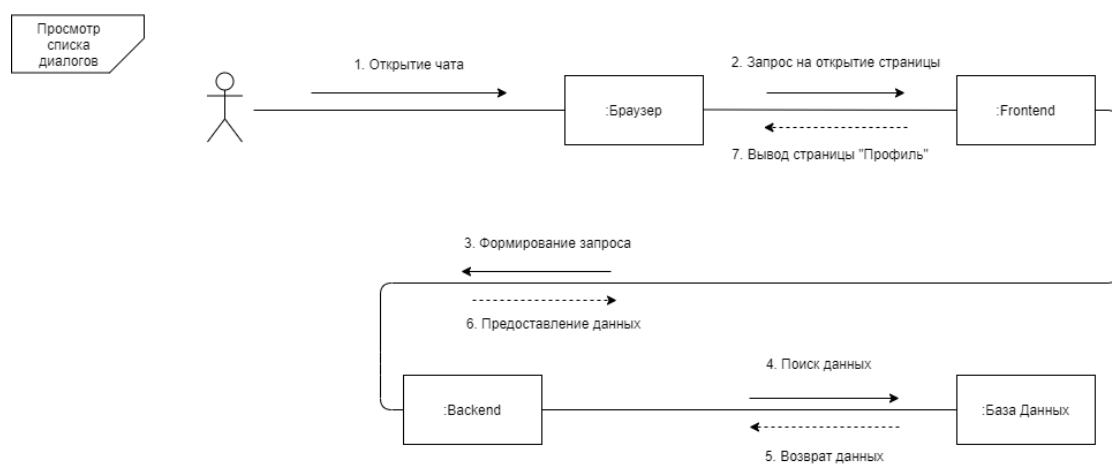 Просмотр
списка
диалогов
1. Открытие чата
2. Запрос на открытие страницы
:Браузер
:Frontend
7. Вывод страницы "Профиль"
3. Формирование запроса
6. Предоставление данных
4. Поиск данных
:Backend
:База Данных
5. Возврат данных